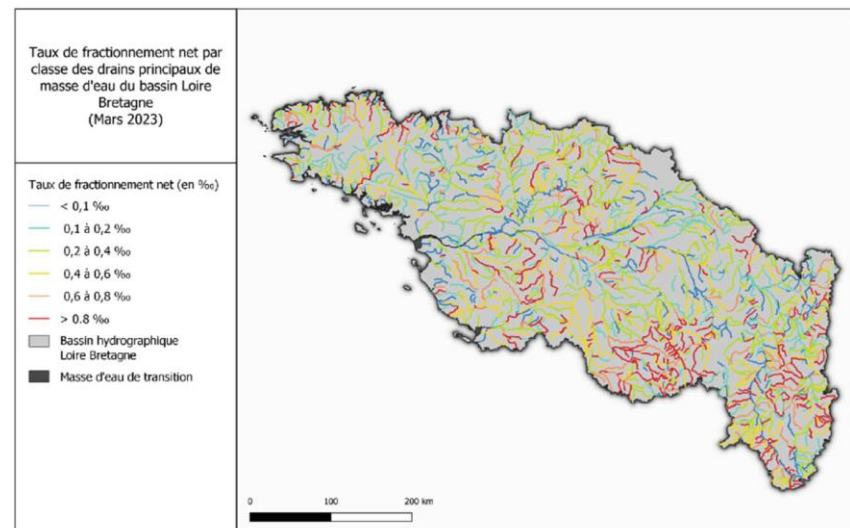 Taux de fractionnement net par
classe des drains principaux de
masse d'eau du bassin Loire
Bretagne
(Mars 2023)
Taux de fractionnement net (en ‰)
< 0,1 ‰
0,1 à 0,2 ‰
0,2 à 0,4 ‰
0,4 à 0,6 ‰
0,6 à 0,8 ‰
> 0.8 ‰
Bassin hydrographique
Loire Bretagne
Masse d'eau de transition
0 100 200 km